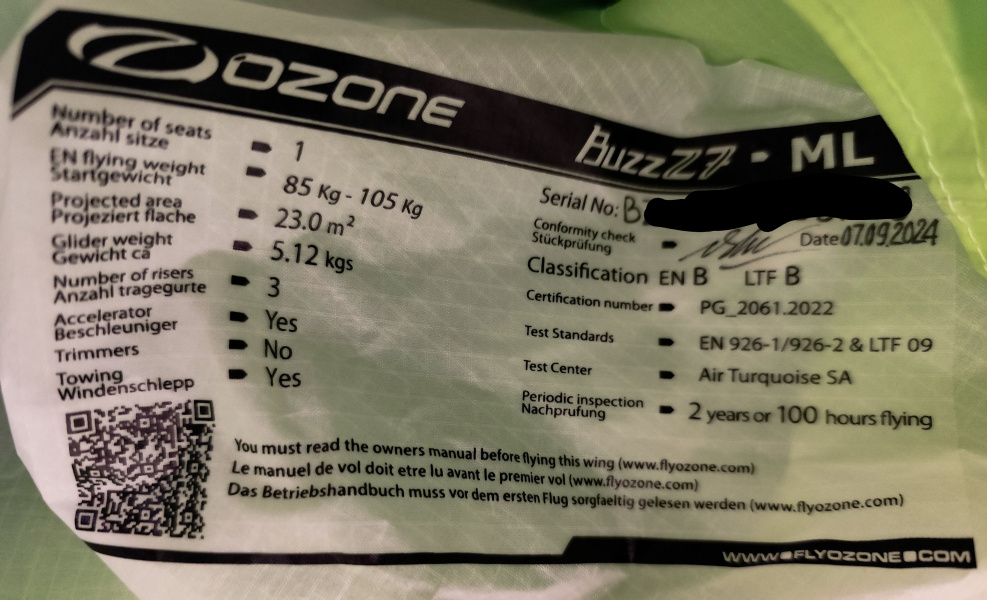 OZONE
BuzzZ7 - ML
Number of seats
Anzahl sitze
1
EN flying weight
Startgewicht
85 Kg - 105 Kg
Projected area
Projeziert flache
23.0 m²
Glider weight
Gewicht ca
5.12 kgs
Number of risers
Anzahl tragegurte
3
Accelerator
Beschleuniger
Yes
Trimmers
No
Towing
Windenschlepp
Yes
Serial No: B
Conformity check
Stückprüfung
Date 07.09.2024
Classification EN B LTF B
Certification number PG_2061.2022
Test Standards EN 926-1/926-2 & LTF 09
Test Center Air Turquoise SA
Periodic inspection
Nachprufung
2 years or 100 hours flying
You must read the owners manual before flying this wing (www.flyozone.com)
Le manuel de vol doit etre lu avant le premier vol (www.flyozone.com)
Das Betriebshandbuch muss vor dem ersten Flug sorgfaeltig gelesen werden (www.flyozone.com)
WWW.FLYOZONE.COM